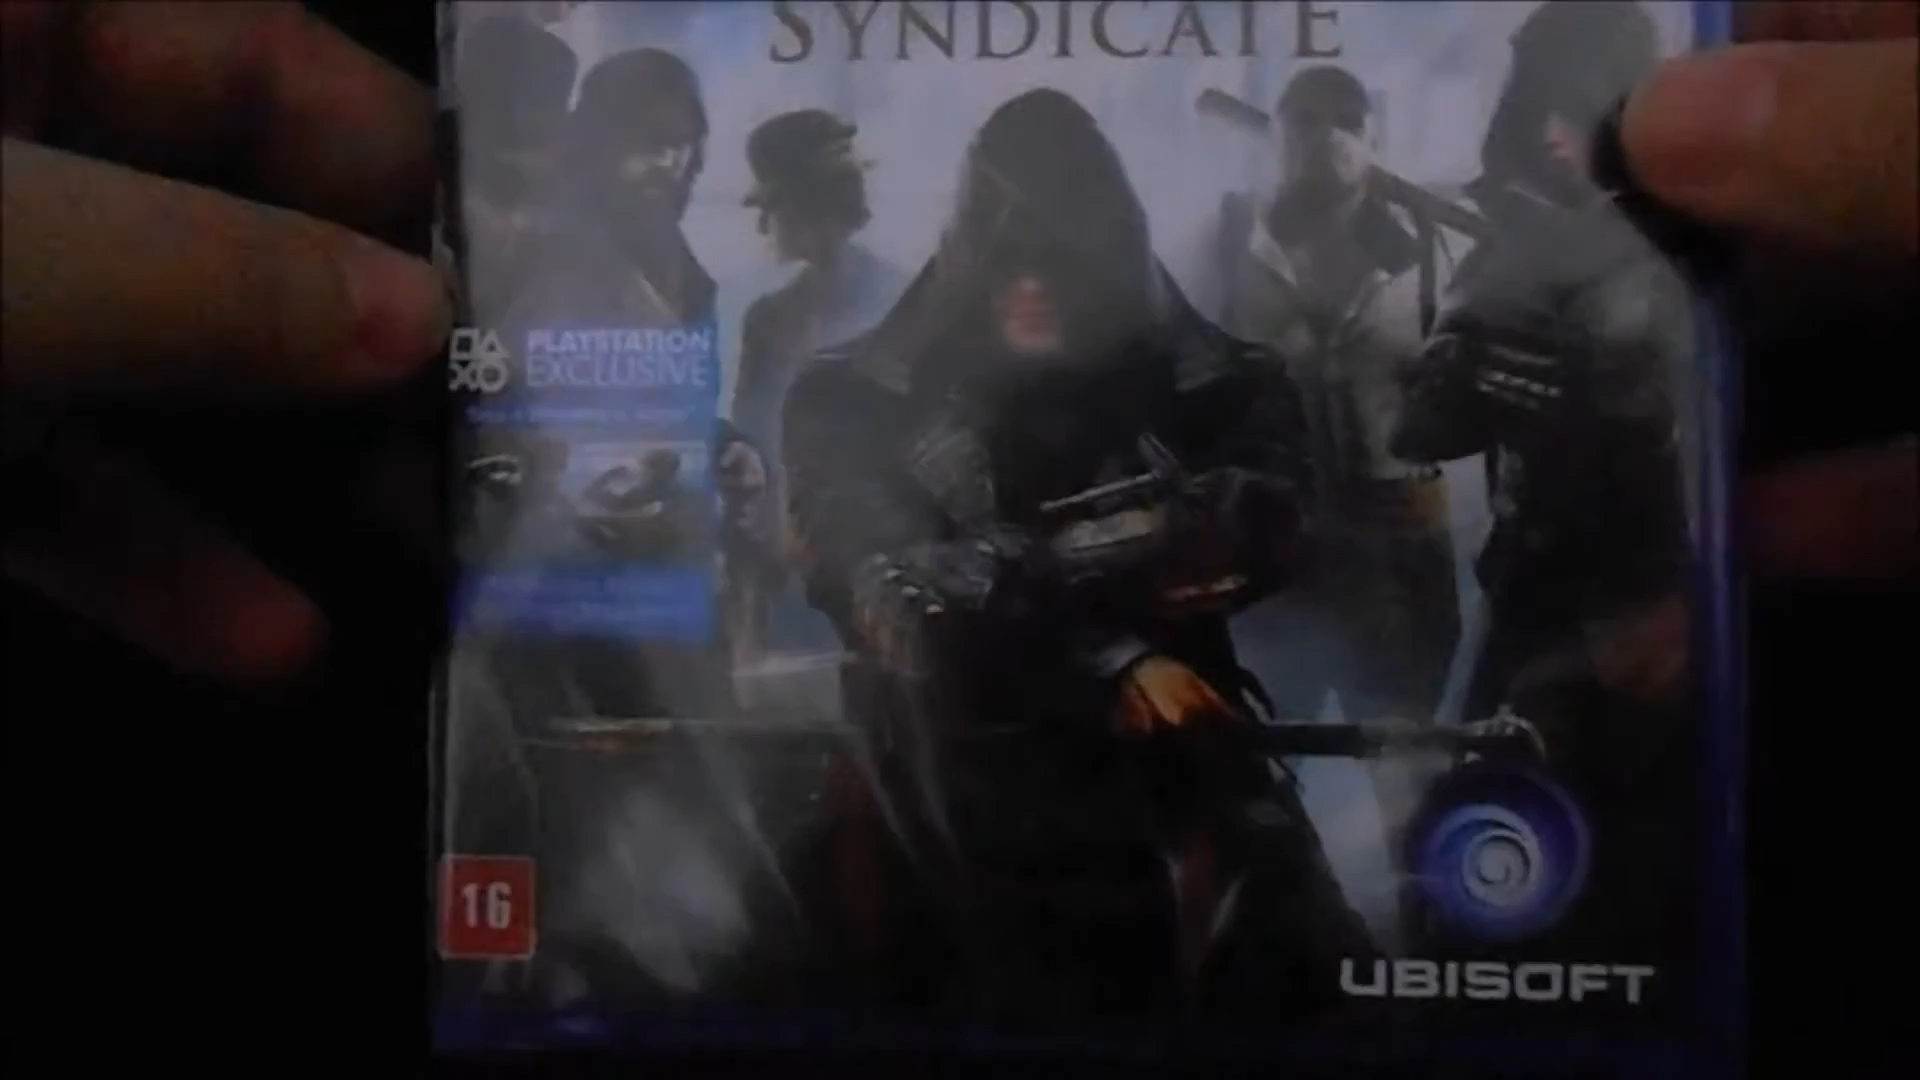 SYNDICATE
PLAYSTATION
EXCLUSIVE
16
UBISOFT